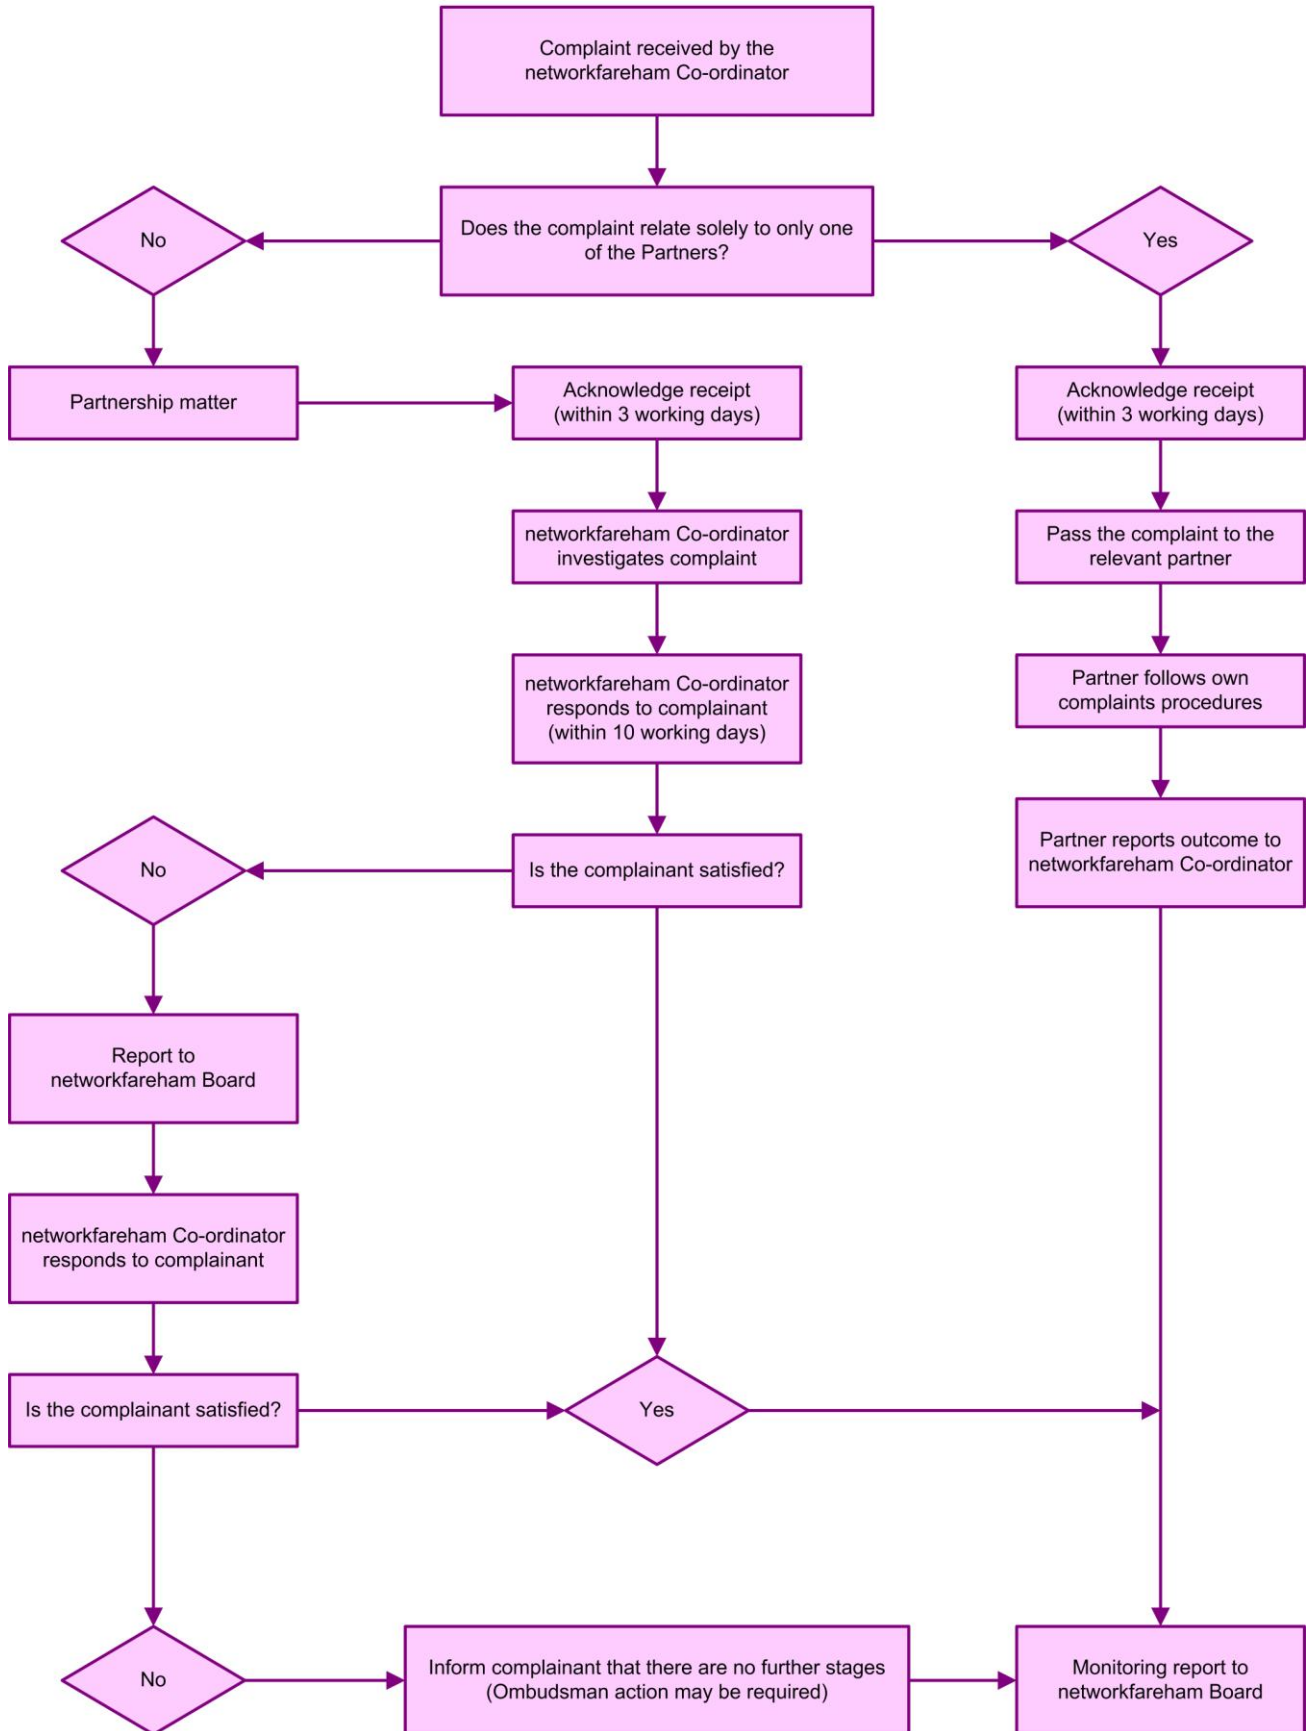 Complaint received by the
networkfareham Co-ordinator
Does the complaint relate solely to only one
of the Partners?
No
Yes
Partnership matter
Acknowledge receipt
(within 3 working days)
Acknowledge receipt
(within 3 working days)
networkfareham Co-ordinator
investigates complaint
Pass the complaint to the
relevant partner
networkfareham Co-ordinator
responds to complainant
(within 10 working days)
Partner follows own
complaints procedures
No
Is the complainant satisfied?
Partner reports outcome to
networkfareham Co-ordinator
Report to
networkfareham Board
networkfareham Co-ordinator
responds to complainant
Is the complainant satisfied?
Yes
No
Inform complainant that there are no further stages
(Ombudsman action may be required)
Monitoring report to
networkfareham Board